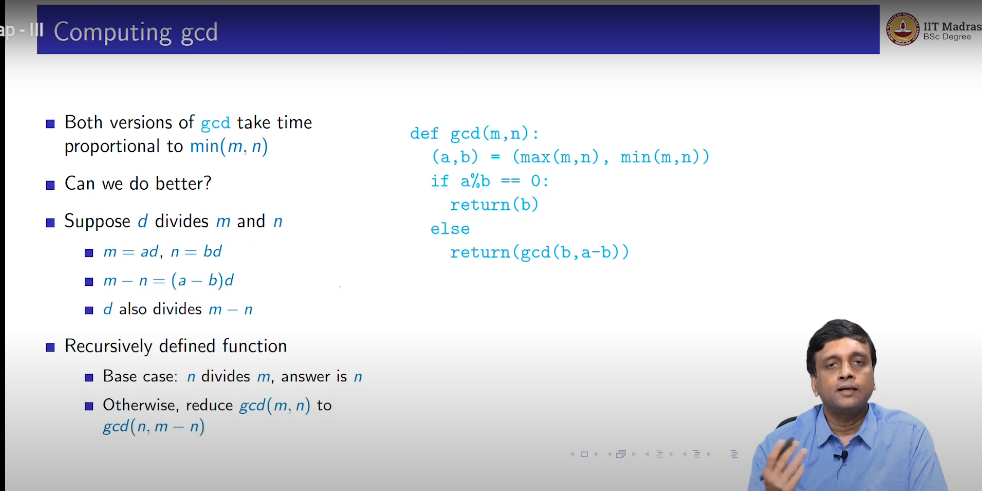 ap - III
Computing gcd
IIT Madras
BSc Degree
Both versions of gcd take time
proportional to min(m, n)
Can we do better?
Suppose d divides m and n
m = ad, n = bd
m − n = (a − b)d
d also divides m − n
Recursively defined function
Base case: n divides m, answer is n
Otherwise, reduce gcd(m, n) to
gcd(n, m − n)
def gcd(m,n):
(a,b) = (max(m,n), min(m,n))
if a%b == 0:
return(b)
else
return(gcd(b,a-b))